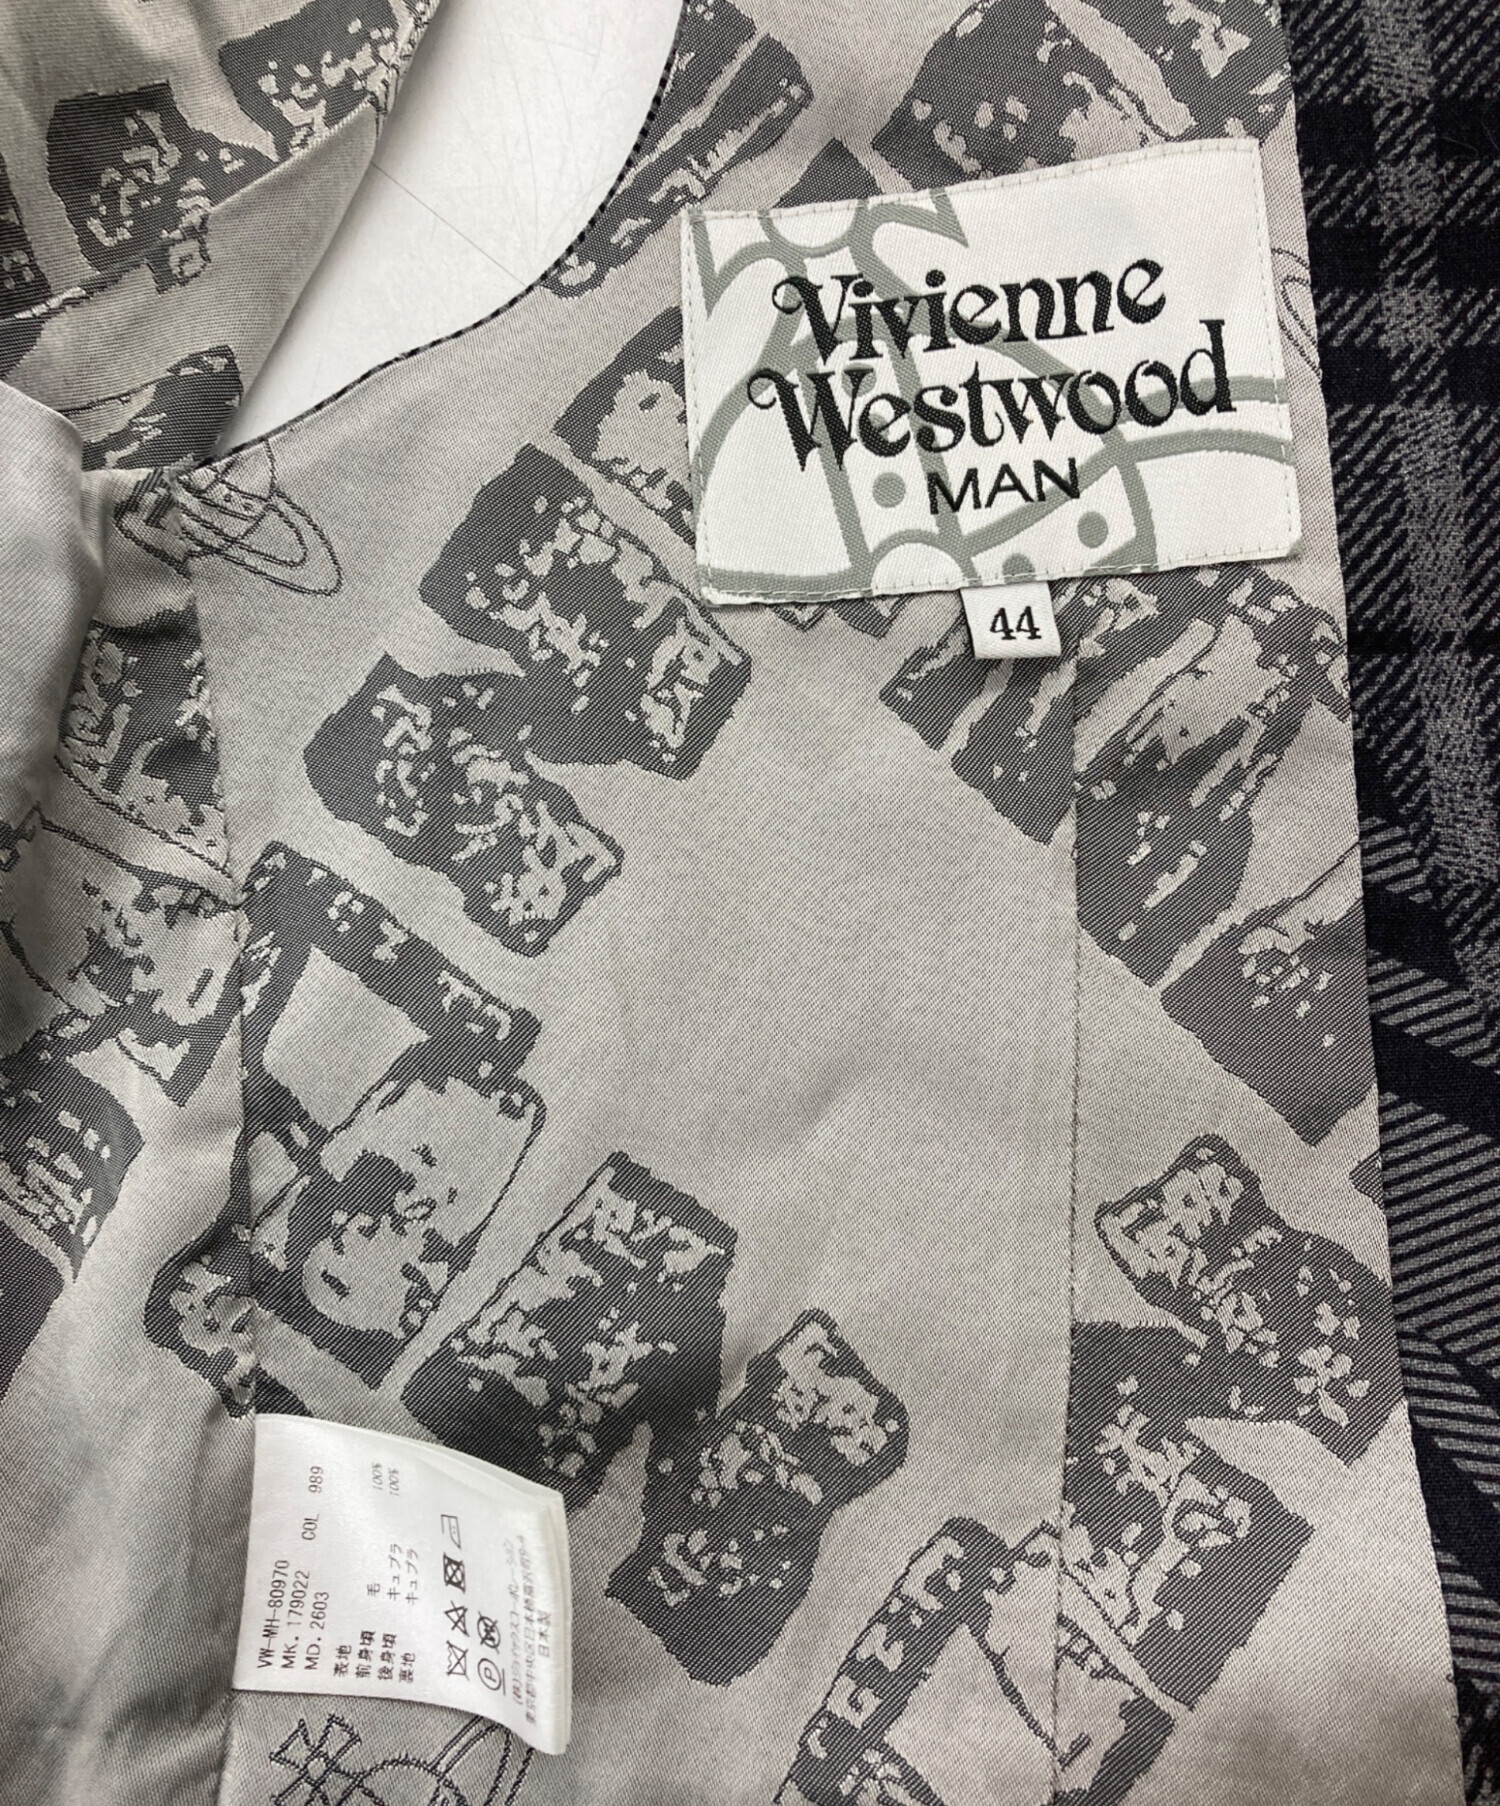 Vivienne
Westwood
MAN
44
VW-MH-80970
MK. 179022 COL 989
MD. 2603
表地
前身頃 毛 100%
後身頃 キュプラ 100%
裏地 キュプラ
日本製